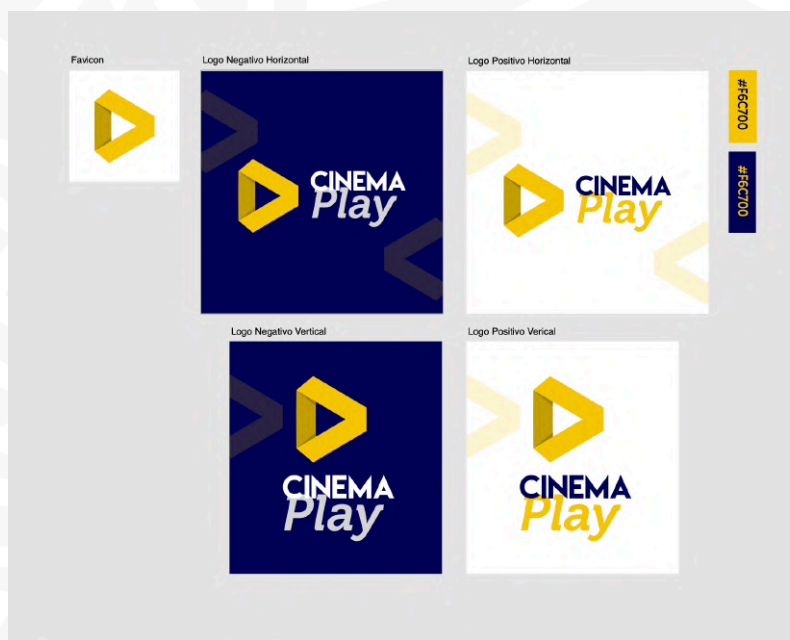 Favicon
Logo Negativo Horizontal
Logo Positivo Horizontal
CINEMA
Play
CINEMA
Play
#F6C700
#F6C700
Logo Negativo Vertical
Logo Positivo Verical
CINEMA
Play
CINEMA
Play